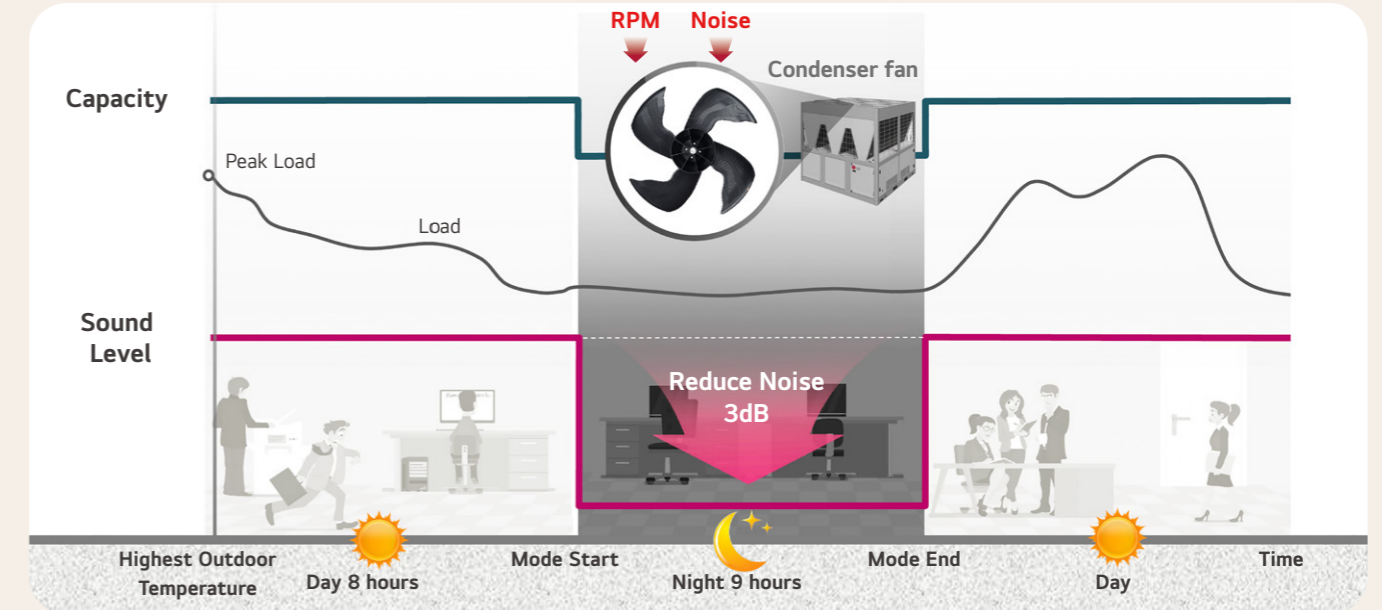 RPM
Noise
Condenser fan
Capacity
Peak Load
Load
Sound
Level
Reduce Noise
3dB
Highest Outdoor
Temperature
Day 8 hours
Mode Start
Night 9 hours
Mode End
Day
Time